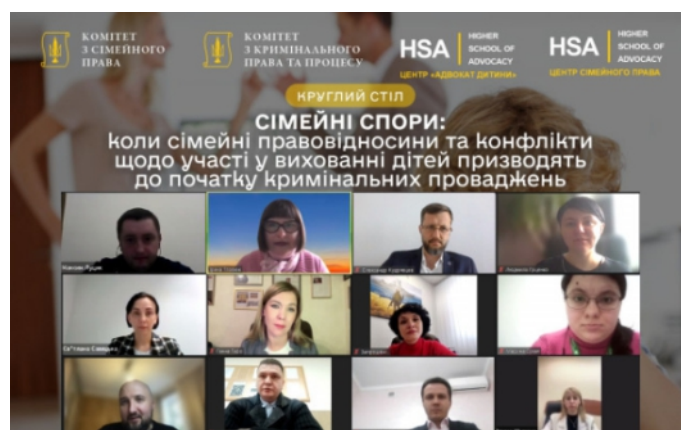 КОМІТЕТ
З СІМЕЙНОГО
ПРАВА
КОМІТЕТ
З КРИМІНАЛЬНОГО
ПРАВА ТА ПРОЦЕСУ
HSA
HIGHER
SCHOOL OF
ADVOCACY
ЦЕНТР «АДВОКАТ ДИТИНИ»
HSA
HIGHER
SCHOOL OF
ADVOCACY
ЦЕНТР СІМЕЙНОГО ПРАВА
КРУГЛИЙ СТІЛ
СІМЕЙНІ СПОРИ:
коли сімейні правовідносини та конфлікти
щодо участі у вихованні дітей призводять
до початку кримінальних проваджень